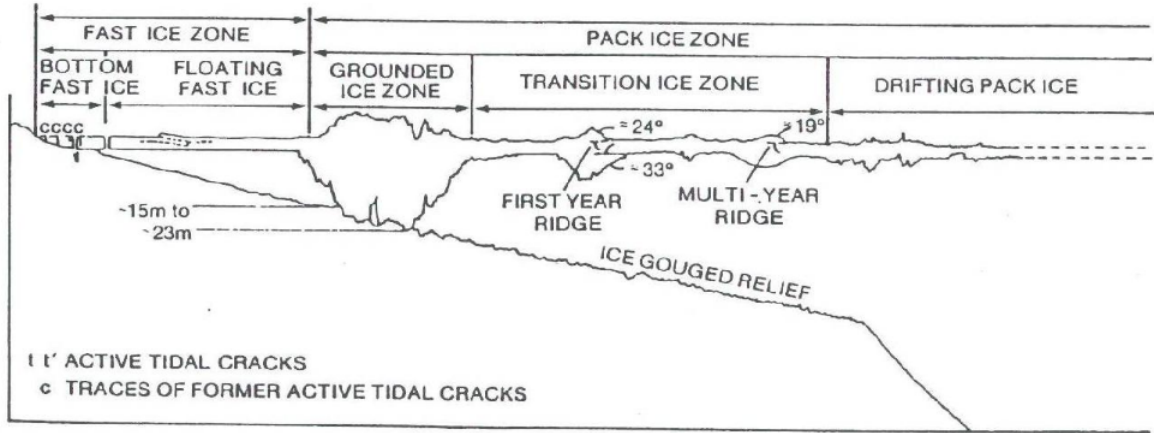 FAST ICE ZONE
PACK ICE ZONE
BOTTOM
FAST ICE
FLOATING
FAST ICE
GROUNDED
ICE ZONE
TRANSITION ICE ZONE
DRIFTING PACK ICE
cccc
≈24°
≈19°
≈33°
FIRST YEAR
RIDGE
MULTI-YEAR
RIDGE
~15m to
~23m
ICE GOUGED RELIEF
t t' ACTIVE TIDAL CRACKS
c TRACES OF FORMER ACTIVE TIDAL CRACKS